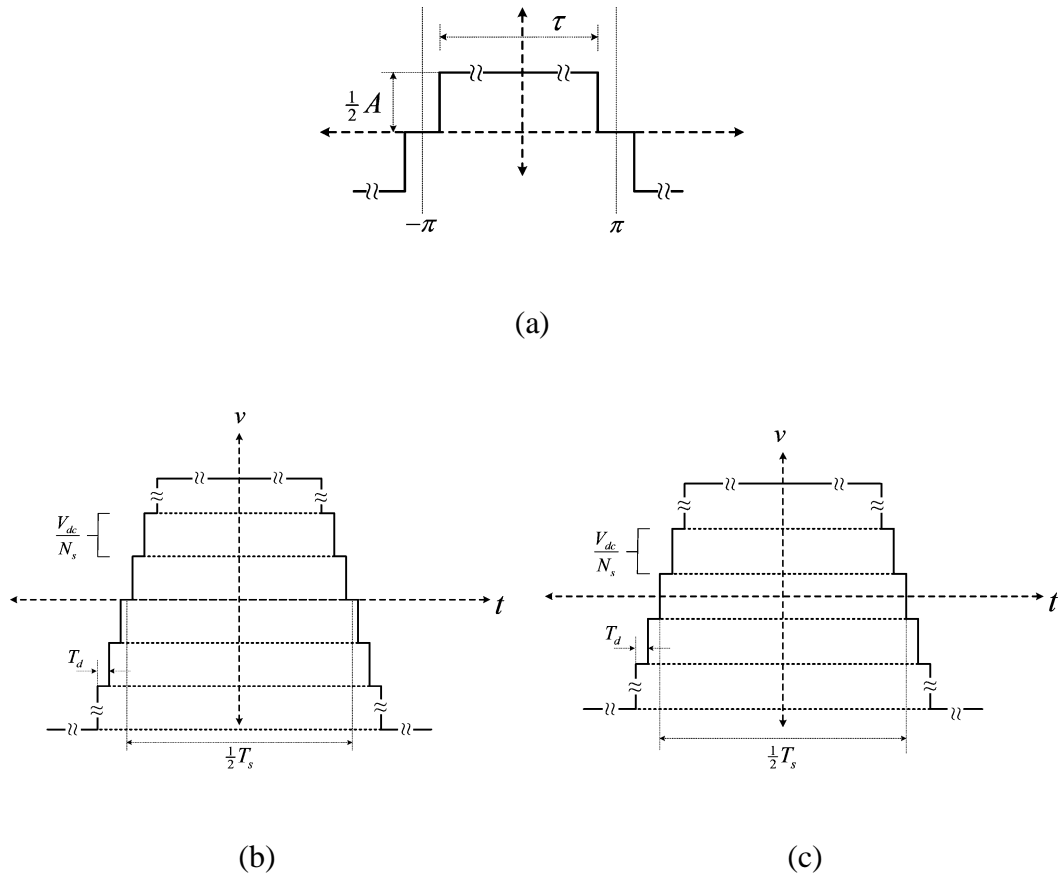 τ
½ A
−π π
(a)
v
V_dc
N_s
t
T_d
½ T_s
(b)
v
V_dc
N_s
t
T_d
½ T_s
(c)